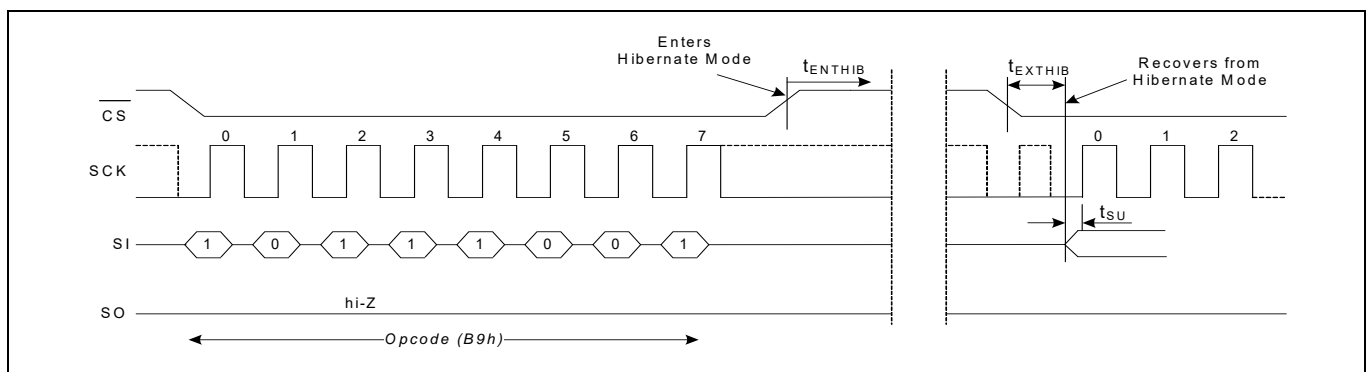 Enters
Hibernate Mode
tENTHIB
tEXTHIB
Recovers from
Hibernate Mode
CS
0 1 2 3 4 5 6 7
0 1 2
SCK
tSU
SI
1 0 1 1 1 0 0 1
hi-Z
SO
Opcode (B9h)